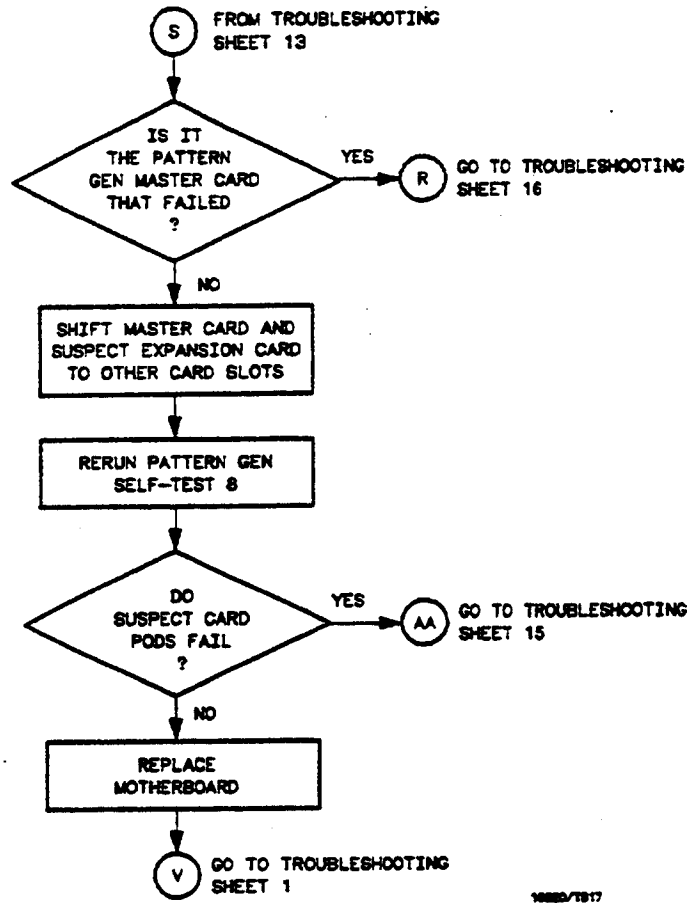 S
FROM TROUBLESHOOTING
SHEET 13
IS IT
THE PATTERN
GEN MASTER CARD
THAT FAILED
?
YES
R
GO TO TROUBLESHOOTING
SHEET 16
NO
SHIFT MASTER CARD AND
SUSPECT EXPANSION CARD
TO OTHER CARD SLOTS
RERUN PATTERN GEN
SELF-TEST 8
DO
SUSPECT CARD
PODS FAIL
?
YES
AA
GO TO TROUBLESHOOTING
SHEET 15
NO
REPLACE
MOTHERBOARD
V
GO TO TROUBLESHOOTING
SHEET 1